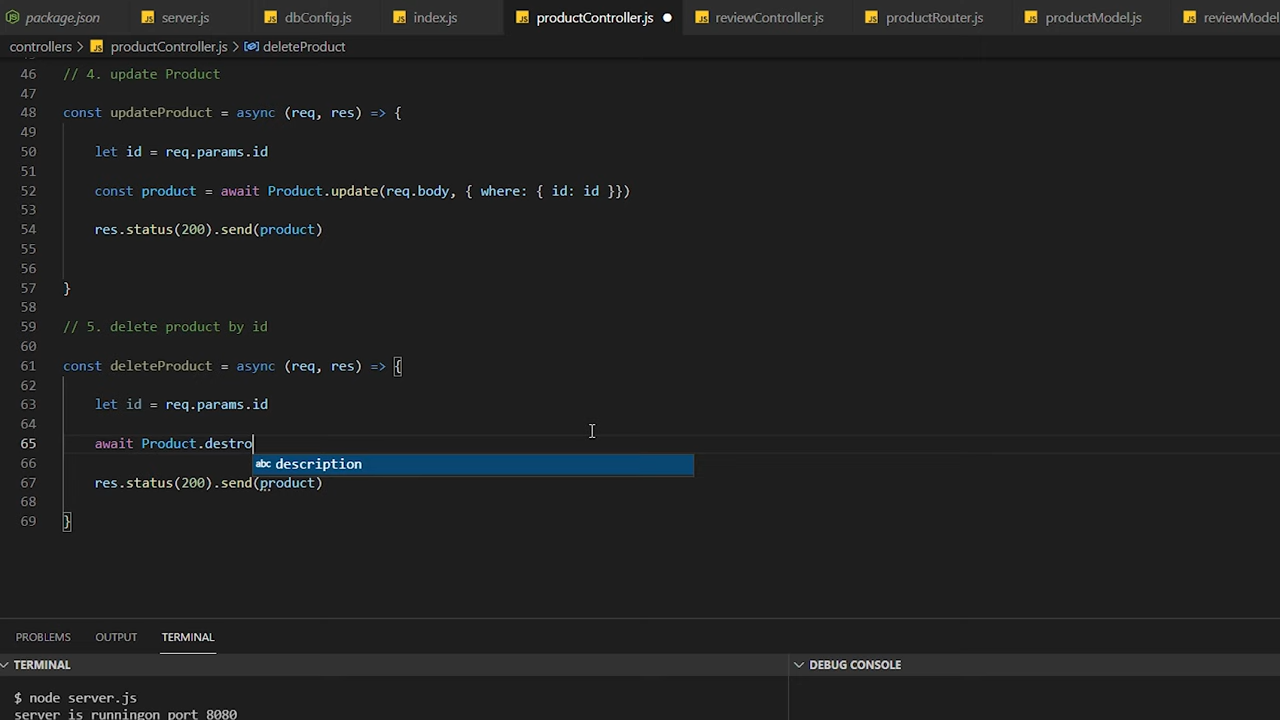 package.json
server.js
dbConfig.js
index.js
productController.js
reviewController.js
productRouter.js
productModel.js
reviewModel
controllers > productController.js > deleteProduct
46 // 4. update Product
47
48 const updateProduct = async (req, res) => {
49
50 let id = req.params.id
51
52 const product = await Product.update(req.body, { where: { id: id }})
53
54 res.status(200).send(product)
55
56
57 }
58
59 // 5. delete product by id
60
61 const deleteProduct = async (req, res) => {
62
63 let id = req.params.id
64
65 await Product.destro
66 abc description
67 res.status(200).send(product)
68
69 }
PROBLEMS OUTPUT TERMINAL
TERMINAL
DEBUG CONSOLE
$ node server.js
server is runningon port 8080